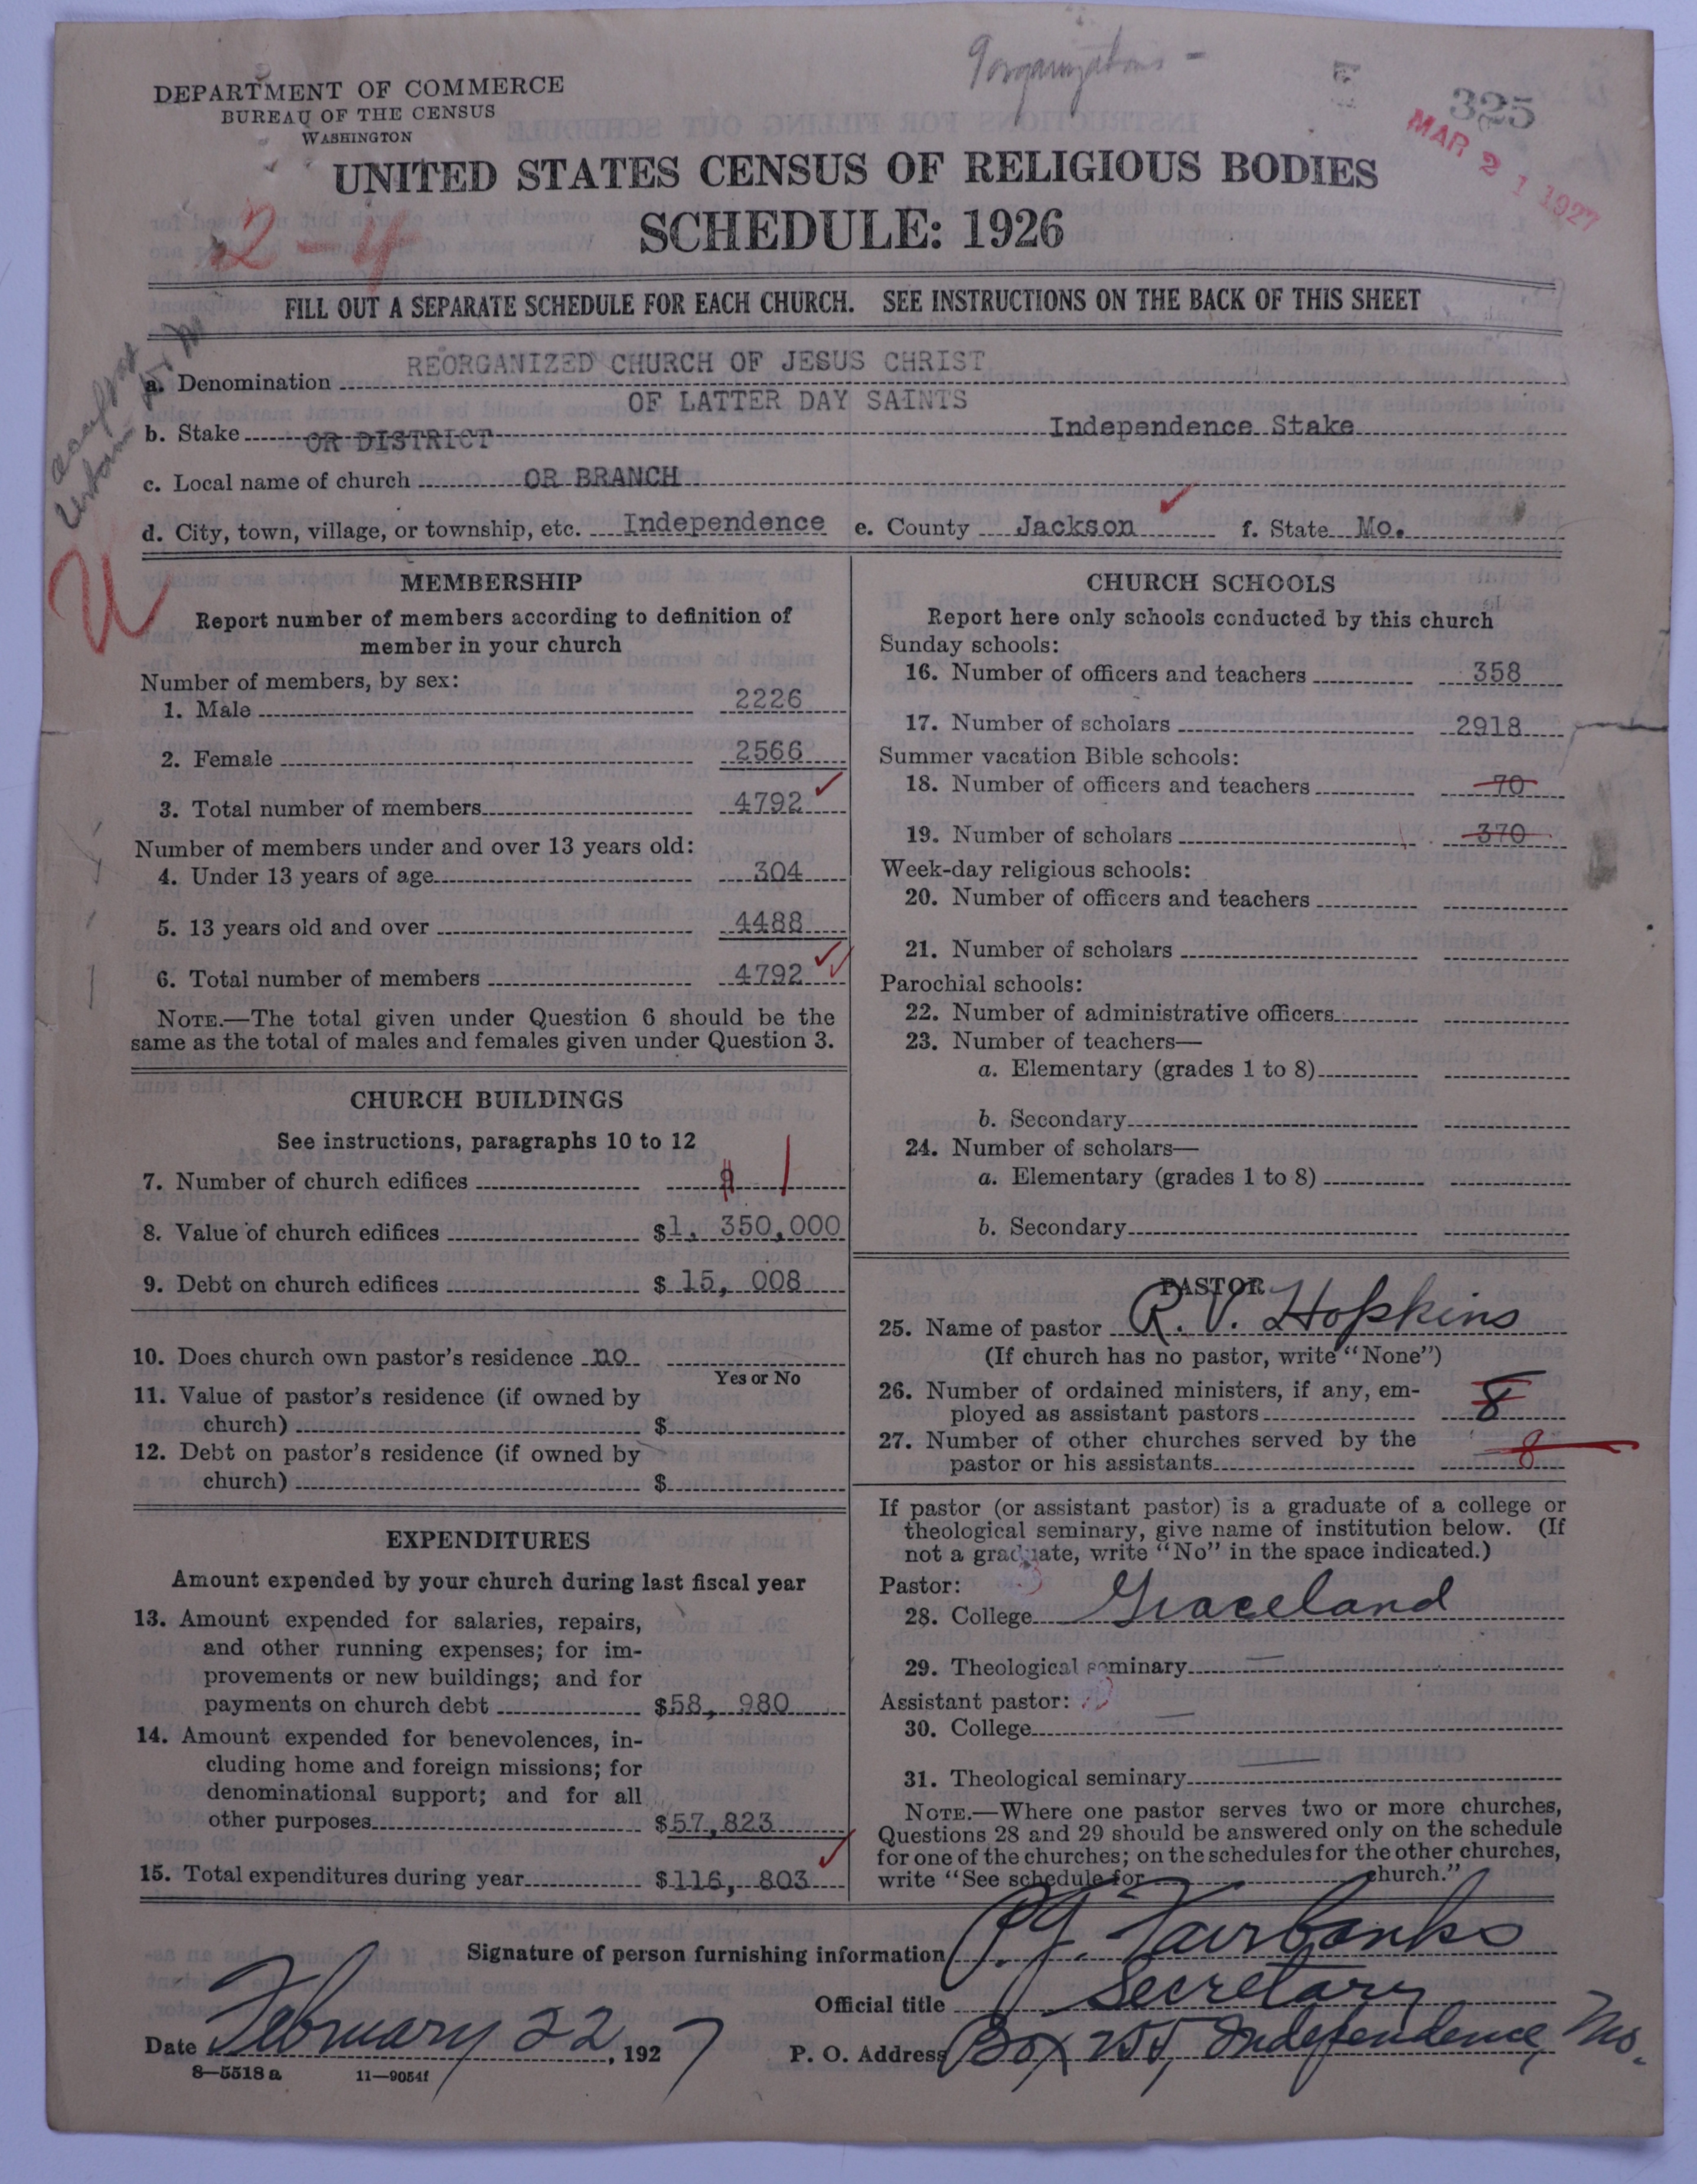 9 organizations -
325
MAR 21 1927
DEPARTMENT OF COMMERCE
BUREAU OF THE CENSUS
WASHINGTON
UNITED STATES CENSUS OF RELIGIOUS BODIES
SCHEDULE: 1926
2-4
FILL OUT A SEPARATE SCHEDULE FOR EACH CHURCH. SEE INSTRUCTIONS ON THE BACK OF THIS SHEET
a. Denomination REORGANIZED CHURCH OF JESUS CHRIST
OF LATTER DAY SAINTS
b. Stake OR DISTRICT Independence Stake
c. Local name of church OR BRANCH
d. City, town, village, or township, etc. Independence e. County Jackson f. State Mo.
Urban
U
MEMBERSHIP
Report number of members according to definition of
member in your church
Number of members, by sex:
1. Male 2226
2. Female 2566
3. Total number of members 4792
Number of members under and over 13 years old:
4. Under 13 years of age 304
5. 13 years old and over 4488
6. Total number of members 4792
NOTE.—The total given under Question 6 should be the
same as the total of males and females given under Question 3.
CHURCH BUILDINGS
See instructions, paragraphs 10 to 12
7. Number of church edifices 1
8. Value of church edifices $1, 350,000
9. Debt on church edifices $ 15, 008
10. Does church own pastor's residence no
Yes or No
11. Value of pastor's residence (if owned by
church) $
12. Debt on pastor's residence (if owned by
church) $
EXPENDITURES
Amount expended by your church during last fiscal year
13. Amount expended for salaries, repairs,
and other running expenses; for im-
provements or new buildings; and for
payments on church debt $58, 980
14. Amount expended for benevolences, in-
cluding home and foreign missions; for
denominational support; and for all
other purposes $57,823
15. Total expenditures during year $116, 803
CHURCH SCHOOLS
Report here only schools conducted by this church
Sunday schools:
16. Number of officers and teachers 358
17. Number of scholars 2918
Summer vacation Bible schools:
18. Number of officers and teachers 70
19. Number of scholars 370
Week-day religious schools:
20. Number of officers and teachers
21. Number of scholars
Parochial schools:
22. Number of administrative officers
23. Number of teachers—
a. Elementary (grades 1 to 8)
b. Secondary
24. Number of scholars—
a. Elementary (grades 1 to 8)
b. Secondary
PASTOR
25. Name of pastor R. V. Hopkins
(If church has no pastor, write "None")
26. Number of ordained ministers, if any, em-
ployed as assistant pastors 8
27. Number of other churches served by the
pastor or his assistants 8
If pastor (or assistant pastor) is a graduate of a college or
theological seminary, give name of institution below. (If
not a graduate, write "No" in the space indicated.)
Pastor:
28. College Graceland
29. Theological seminary —
Assistant pastor:
30. College —
31. Theological seminary —
NOTE.—Where one pastor serves two or more churches,
Questions 28 and 29 should be answered only on the schedule
for one of the churches; on the schedules for the other churches,
write "See schedule for church."
Signature of person furnishing information Fairbanks
Official title Secretary
Date February 22, 1927 P. O. Address Box 255, Independence, Mo.
8—5518 a 11—9054f